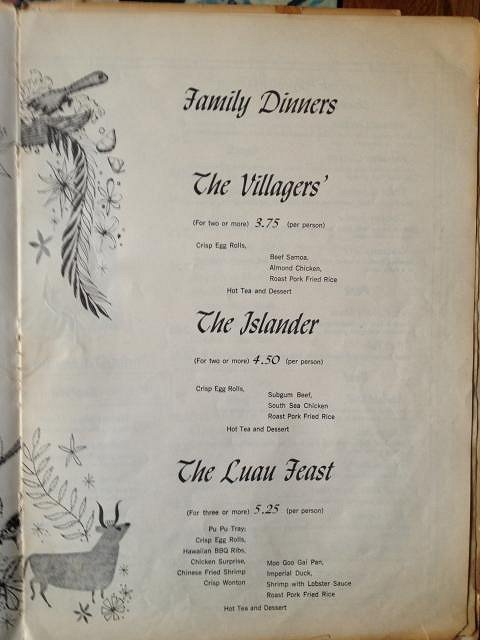 Family Dinners
The Villagers'
(For two or more) 3.75 (per person)
Crisp Egg Rolls,
Beef Samoa,
Almond Chicken,
Roast Pork Fried Rice
Hot Tea and Dessert
The Islander
(For two or more) 4.50 (per person)
Crisp Egg Rolls,
Subgum Beef,
South Sea Chicken
Roast Pork Fried Rice
Hot Tea and Dessert
The Luau Feast
(For three or more) 5.25 (per person)
Pu Pu Tray;
Crisp Egg Rolls,
Hawaiian BBQ Ribs,
Chicken Surprise,
Chinese Fried Shrimp
Crisp Wonton
Moo Goo Gai Pan,
Imperial Duck,
Shrimp with Lobster Sauce
Roast Pork Fried Rice
Hot Tea and Dessert